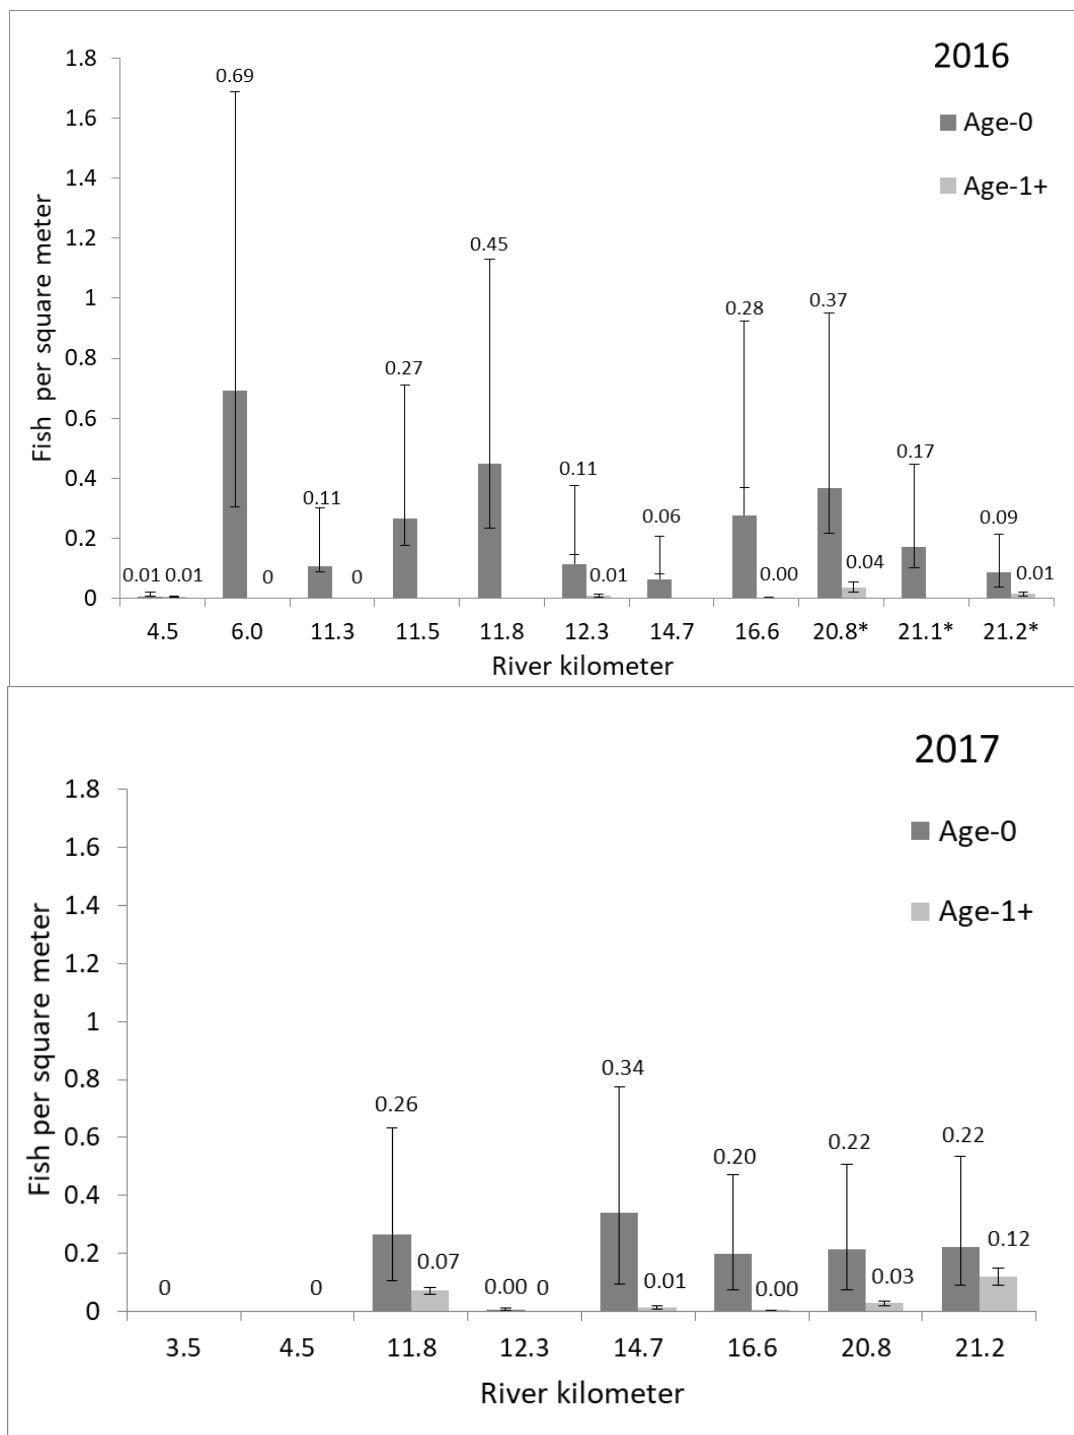 2016
Age-0
Age-1+
Fish per square meter
1.8
1.6
1.4
1.2
1
0.8
0.6
0.4
0.2
0
0.01 0.01 0.69 0 0.11 0 0.27 0.45 0.11 0.01 0.06 0.28 0.00 0.37 0.04 0.17 0.09 0.01
4.5 6.0 11.3 11.5 11.8 12.3 14.7 16.6 20.8* 21.1* 21.2*
River kilometer
2017
Age-0
Age-1+
Fish per square meter
1.8
1.6
1.4
1.2
1
0.8
0.6
0.4
0.2
0
0 0 0.26 0.07 0.00 0 0.34 0.01 0.20 0.00 0.22 0.03 0.22 0.12
3.5 4.5 11.8 12.3 14.7 16.6 20.8 21.2
River kilometer